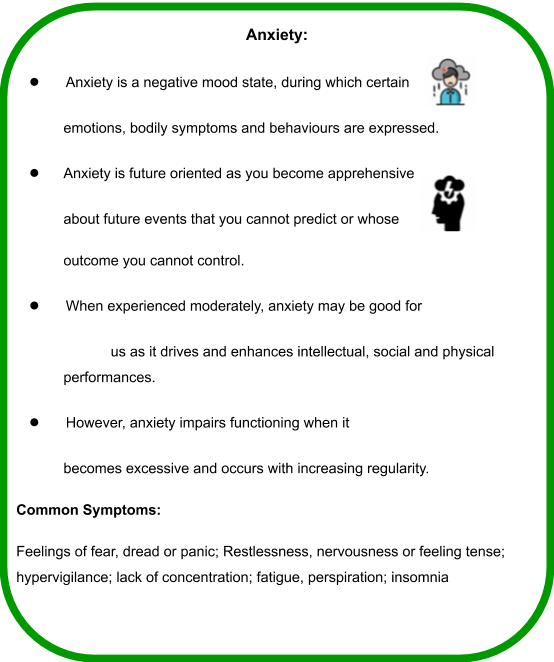 Anxiety:
● Anxiety is a negative mood state, during which certain
emotions, bodily symptoms and behaviours are expressed.
● Anxiety is future oriented as you become apprehensive
about future events that you cannot predict or whose
outcome you cannot control.
● When experienced moderately, anxiety may be good for
us as it drives and enhances intellectual, social and physical
performances.
● However, anxiety impairs functioning when it
becomes excessive and occurs with increasing regularity.
Common Symptoms:
Feelings of fear, dread or panic; Restlessness, nervousness or feeling tense;
hypervigilance; lack of concentration; fatigue, perspiration; insomnia